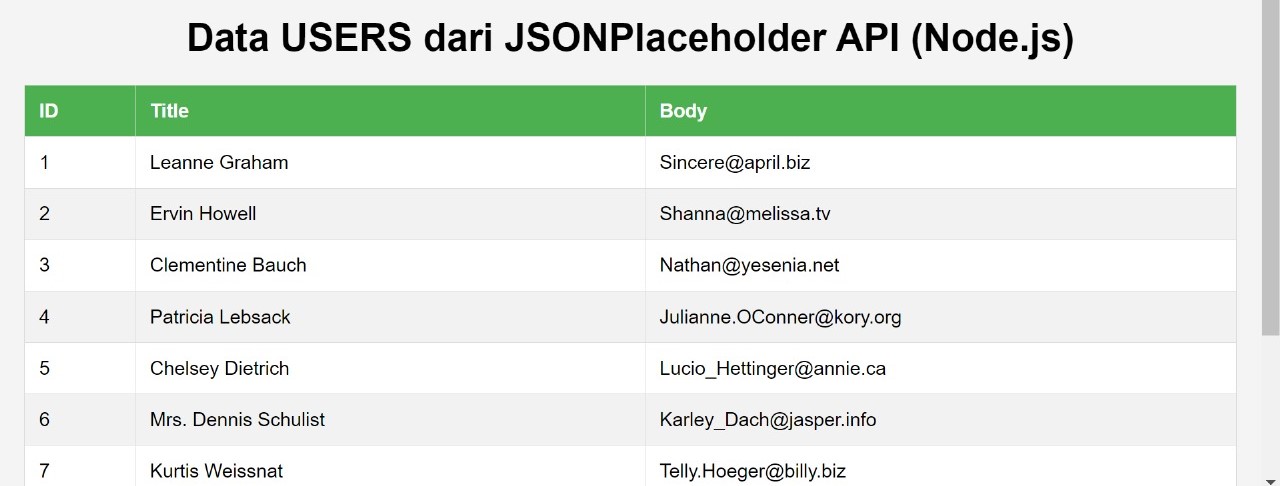 Data USERS dari JSONPlaceholder API (Node.js)
ID Title Body
1 Leanne Graham Sincere@april.biz
2 Ervin Howell Shanna@melissa.tv
3 Clementine Bauch Nathan@yesenia.net
4 Patricia Lebsack Julianne.OConner@kory.org
5 Chelsey Dietrich Lucio_Hettinger@annie.ca
6 Mrs. Dennis Schulist Karley_Dach@jasper.info
7 Kurtis Weissnat Telly.Hoeger@billy.biz